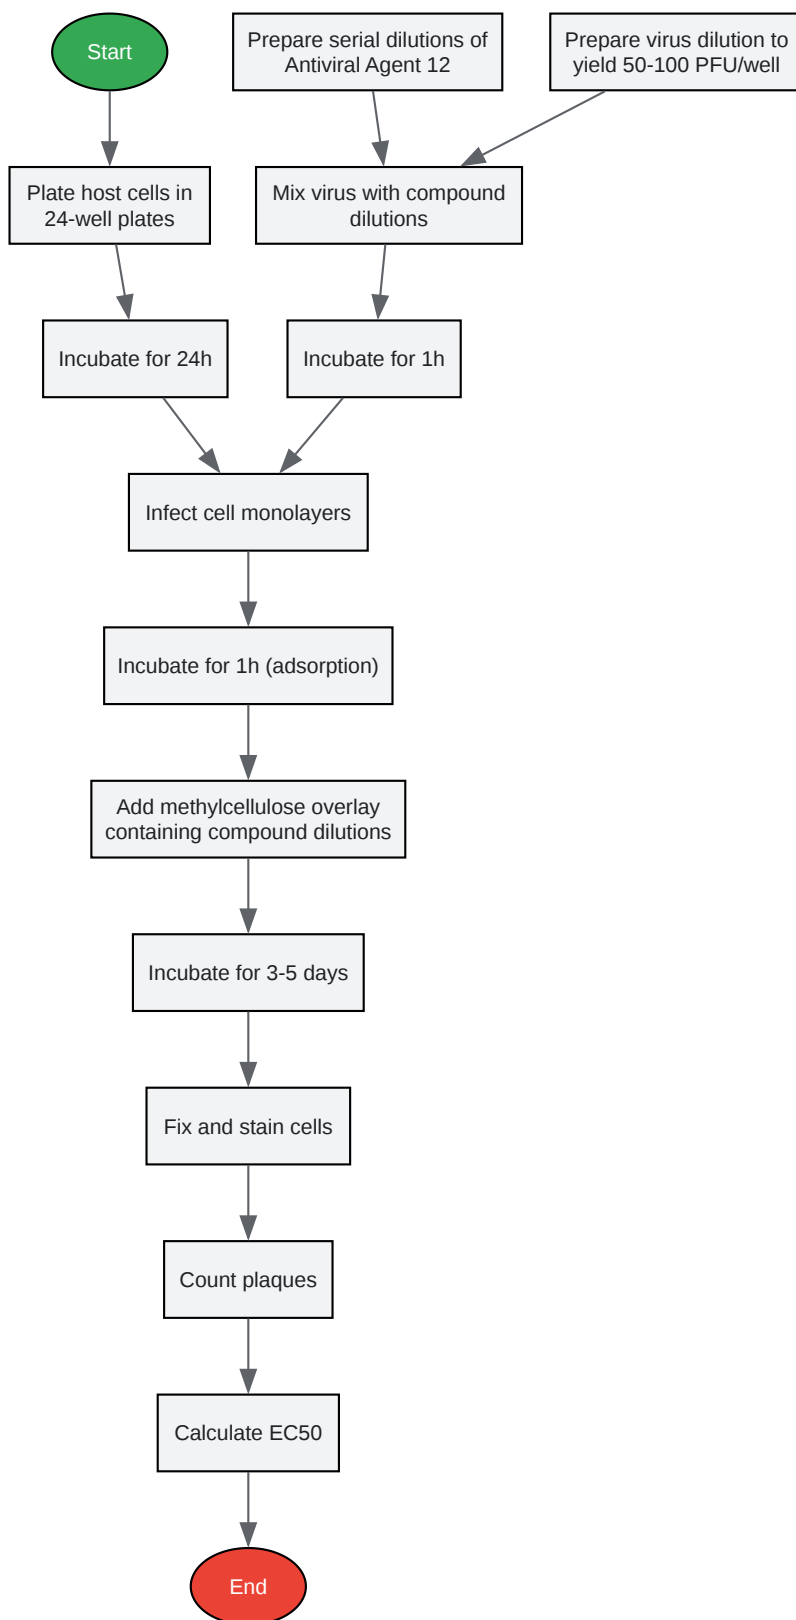 Start
Prepare serial dilutions of
Antiviral Agent 12
Prepare virus dilution to
yield 50-100 PFU/well
Plate host cells in
24-well plates
Mix virus with compound
dilutions
Incubate for 24h
Incubate for 1h
Infect cell monolayers
Incubate for 1h (adsorption)
Add methylcellulose overlay
containing compound dilutions
Incubate for 3-5 days
Fix and stain cells
Count plaques
Calculate EC50
End